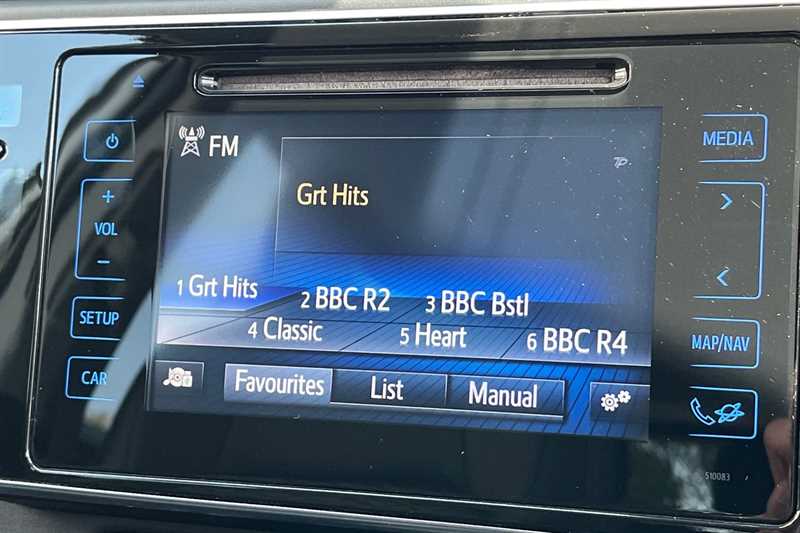 FM
TP
Grt Hits
1 Grt Hits
2 BBC R2
3 BBC Bstl
4 Classic
5 Heart
6 BBC R4
Favourites
List
Manual
+
VOL
−
SETUP
CAR
MEDIA
>
<
MAP/NAV
510083